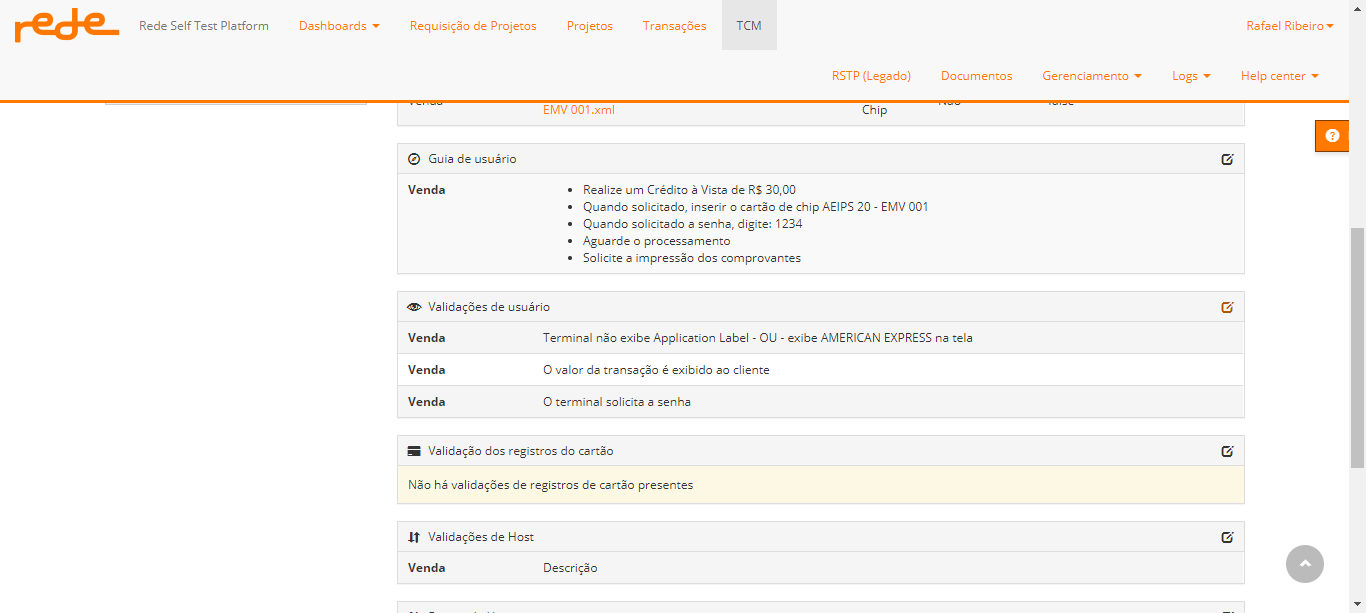 rede Rede Self Test Platform Dashboards Requisição de Projetos Projetos Transações TCM Rafael Ribeiro
RSTP (Legado) Documentos Gerenciamento Logs Help center
EMV 001.xml Chip
Guia de usuário
Venda
Realize um Crédito à Vista de R$ 30,00
Quando solicitado, inserir o cartão de chip AEIPS 20 - EMV 001
Quando solicitado a senha, digite: 1234
Aguarde o processamento
Solicite a impressão dos comprovantes
Validações de usuário
Venda Terminal não exibe Application Label - OU - exibe AMERICAN EXPRESS na tela
Venda O valor da transação é exibido ao cliente
Venda O terminal solicita a senha
Validação dos registros do cartão
Não há validações de registros de cartão presentes
Validações de Host
Venda Descrição